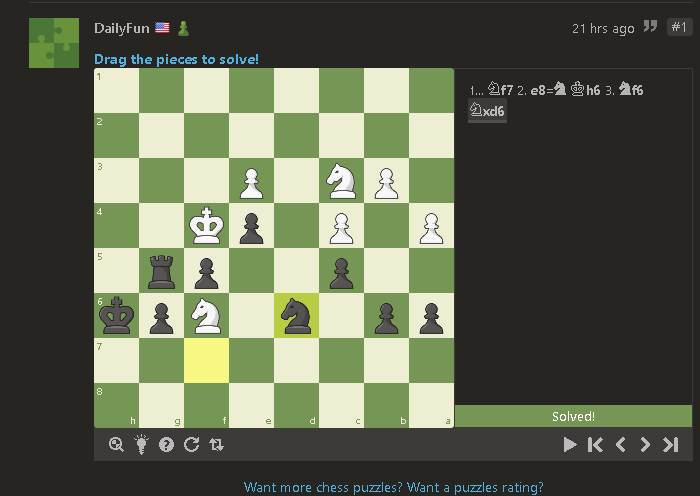 DailyFun
21 hrs ago
#1
Drag the pieces to solve!
1... ♘f7 2. e8=♞ ♔h6 3. ♞f6
♘xd6
1
2
3
4
5
6
7
8
h g f e d c b a
Solved!
Want more chess puzzles? Want a puzzles rating?